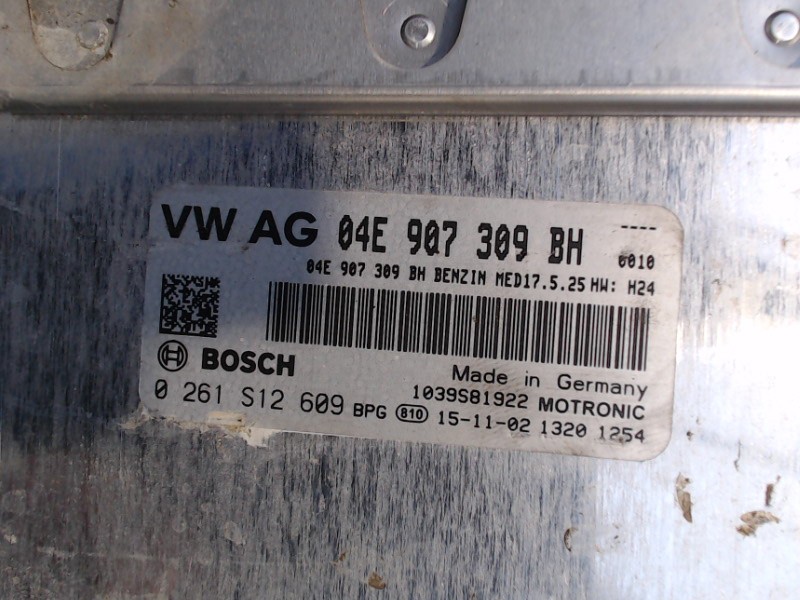 VW AG 04E 907 309 BH ----
0010
04E 907 309 BH BENZIN MED17.5.25 HW: H24
BOSCH
Made in Germany
1039S81922 MOTRONIC
0 261 S12 609 BPG 810 15-11-02 1320 1254